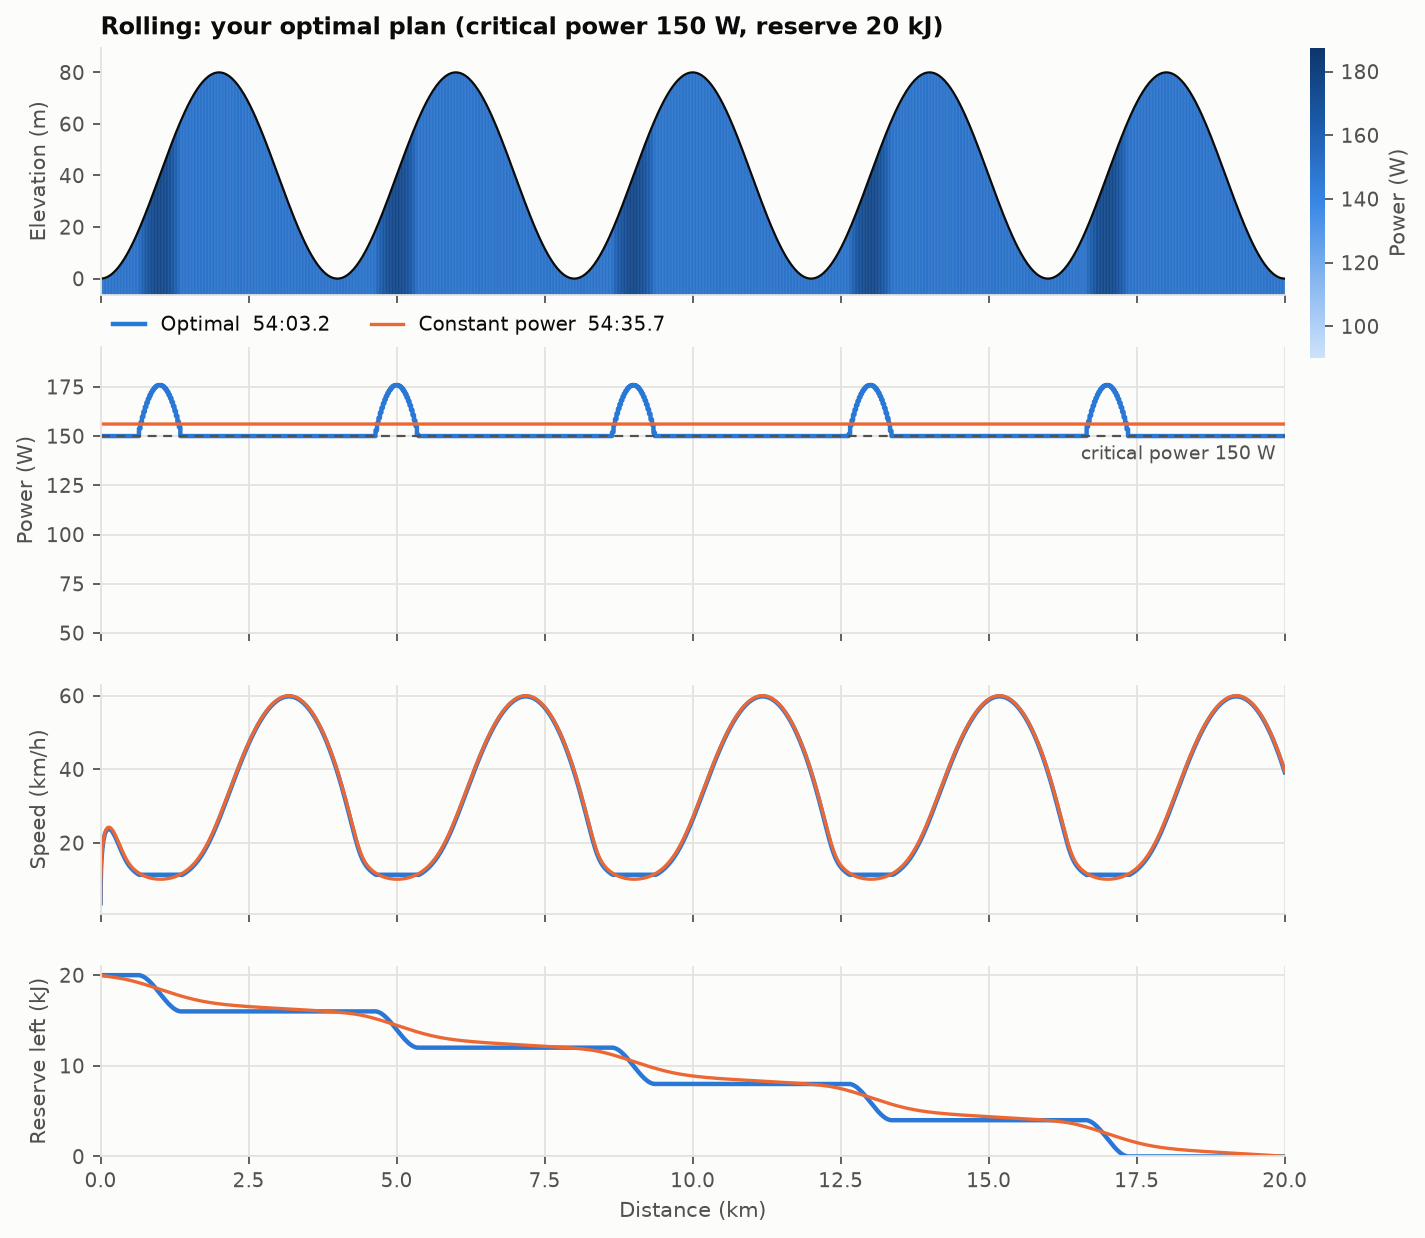 Rolling: your optimal plan (critical power 150 W, reserve 20 kJ)
Elevation (m)
80
60
40
20
0
180
160
140
120
100
Power (W)
Optimal 54:03.2
Constant power 54:35.7
Power (W)
175
150
125
100
75
50
critical power 150 W
Speed (km/h)
60
40
20
Reserve left (kJ)
20
10
0
0.0 2.5 5.0 7.5 10.0 12.5 15.0 17.5 20.0
Distance (km)